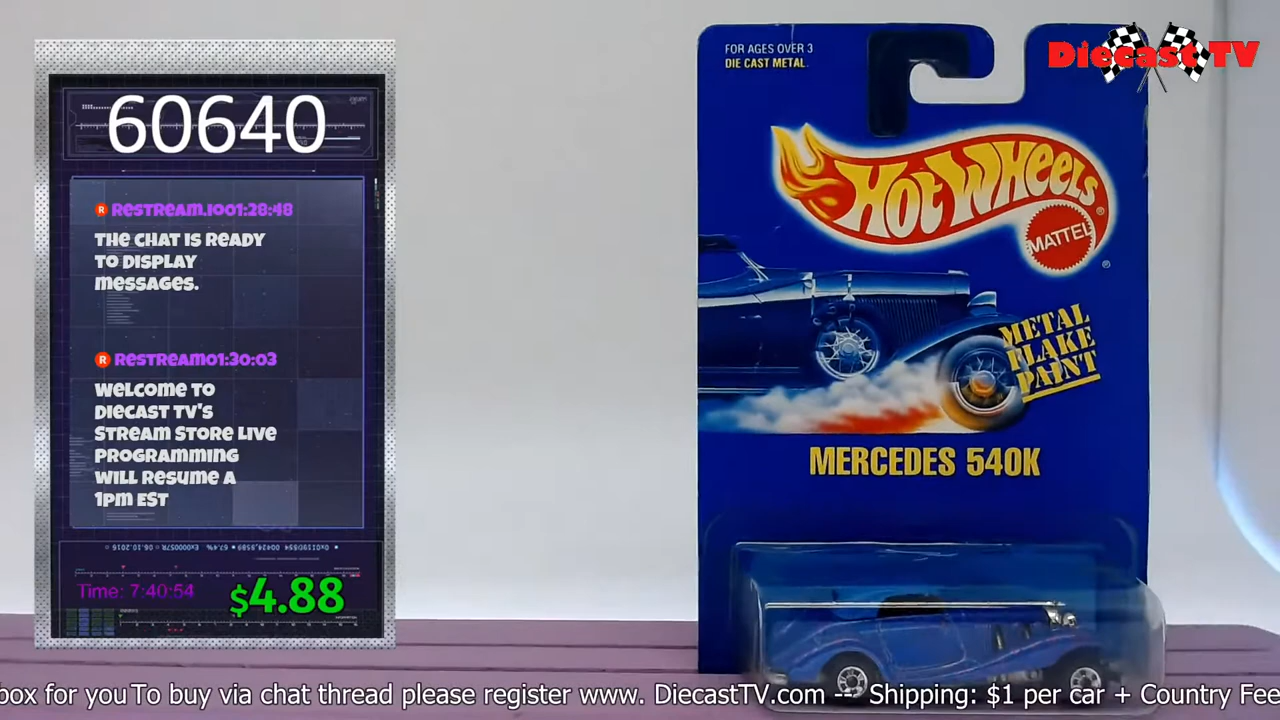 60640
RESTREAM.IO01:28:48
THE CHAT IS READY
TO DISPLAY
MESSAGES.
RESTREAM01:30:03
WELCOME TO
DIECAST TV'S
STREAM STORE LIVE
PROGRAMMING
WILL RESUME A
1PM EST
Time: 7:40:54
$4.88
Diecast TV
FOR AGES OVER 3
DIE CAST METAL.
HOT WHEELS
MATTEL
METAL
FLAKE
PAINT
MERCEDES 540K
box for you To buy via chat thread please register www. DiecastTV.com --- Shipping: $1 per car + Country Fee